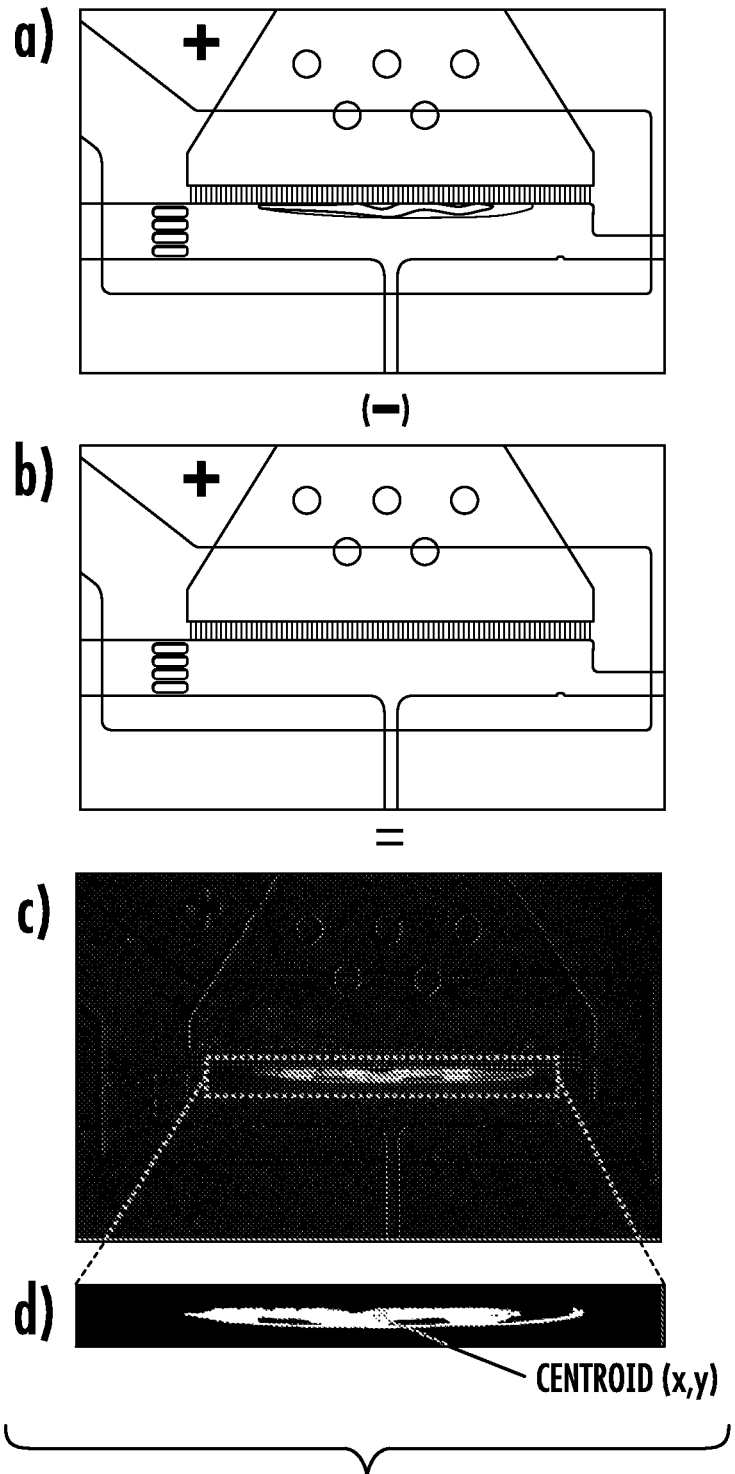 a)
+
(−)
b)
+
=
c)
d)
CENTROID (x,y)